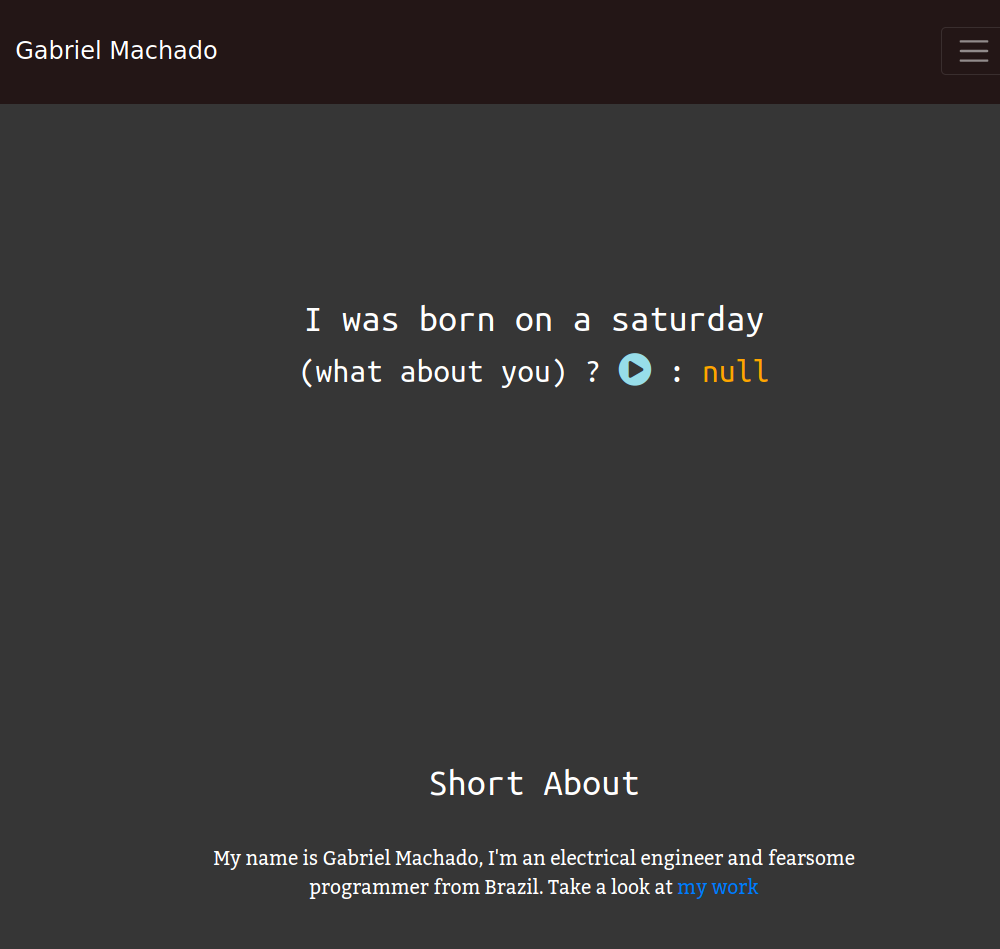 Gabriel Machado
I was born on a saturday
(what about you) ? : null
Short About
My name is Gabriel Machado, I'm an electrical engineer and fearsome
programmer from Brazil. Take a look at my work